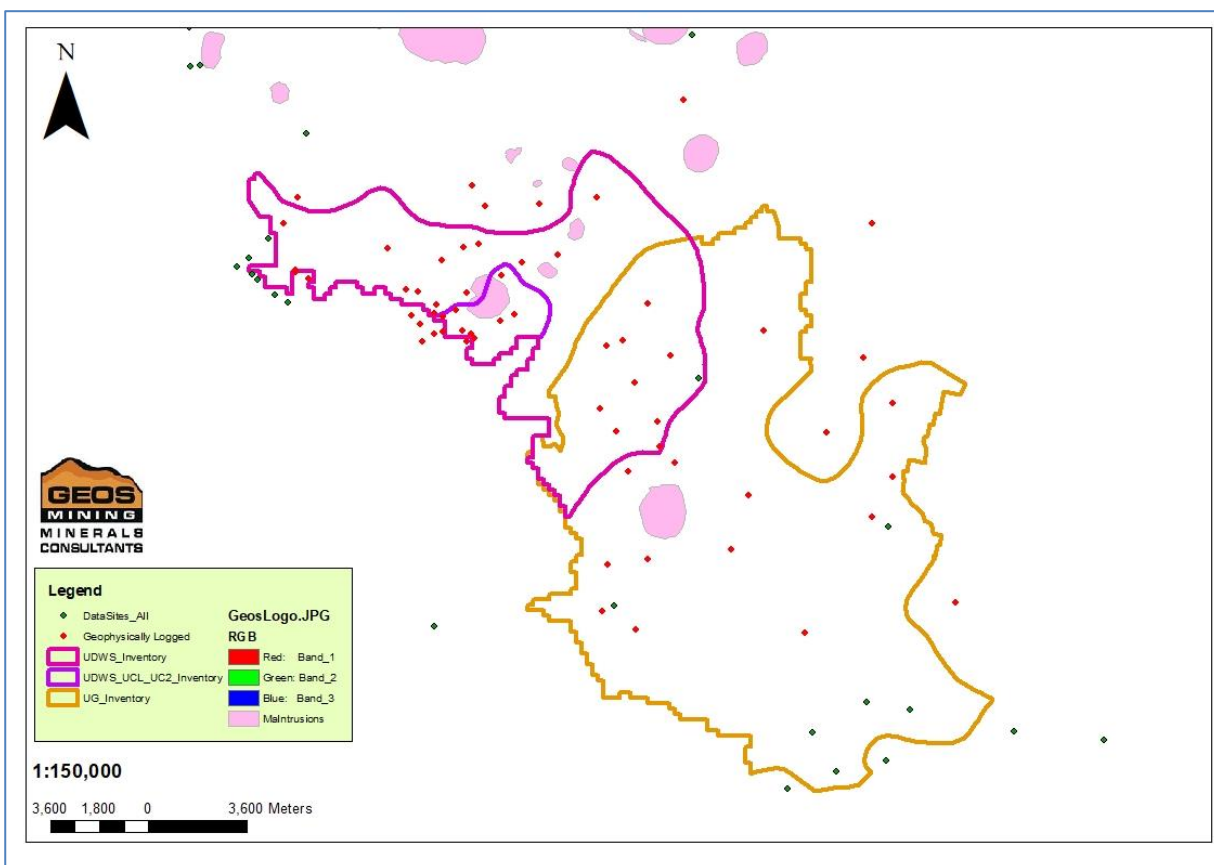 N
GEOS
MINING
MINERALS
CONSULTANTS
Legend
DataSites_All
Geophysically Logged
UDWS_Inventory
UDWS_UCL_UC2_Inventory
UG_Inventory
GeosLogo.JPG
RGB
Red: Band_1
Green: Band_2
Blue: Band_3
MaIntrusions
1:150,000
3,600 1,800 0 3,600 Meters